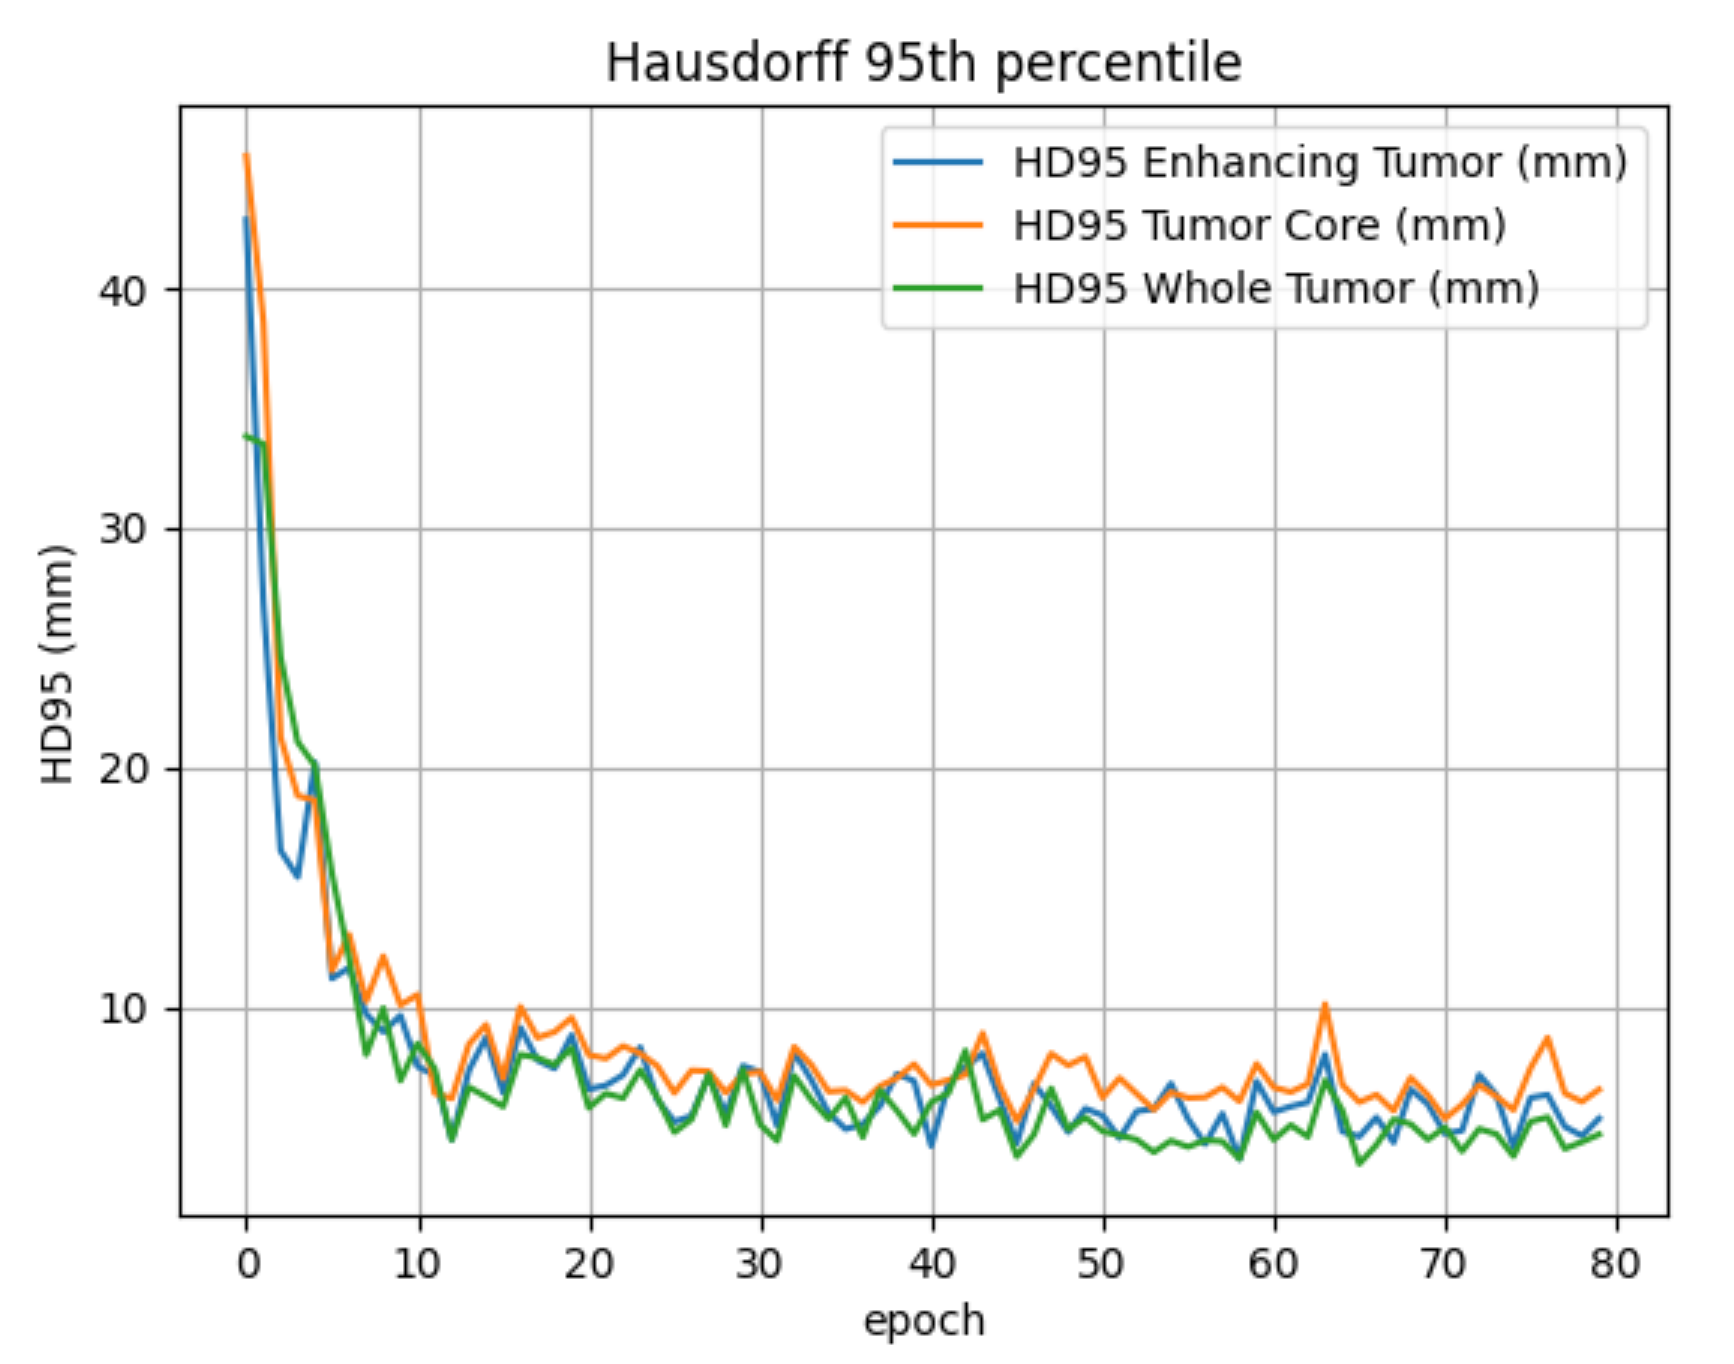 Hausdorff 95th percentile
HD95 Enhancing Tumor (mm)
HD95 Tumor Core (mm)
HD95 Whole Tumor (mm)
HD95 (mm)
40
30
20
10
0 10 20 30 40 50 60 70 80
epoch